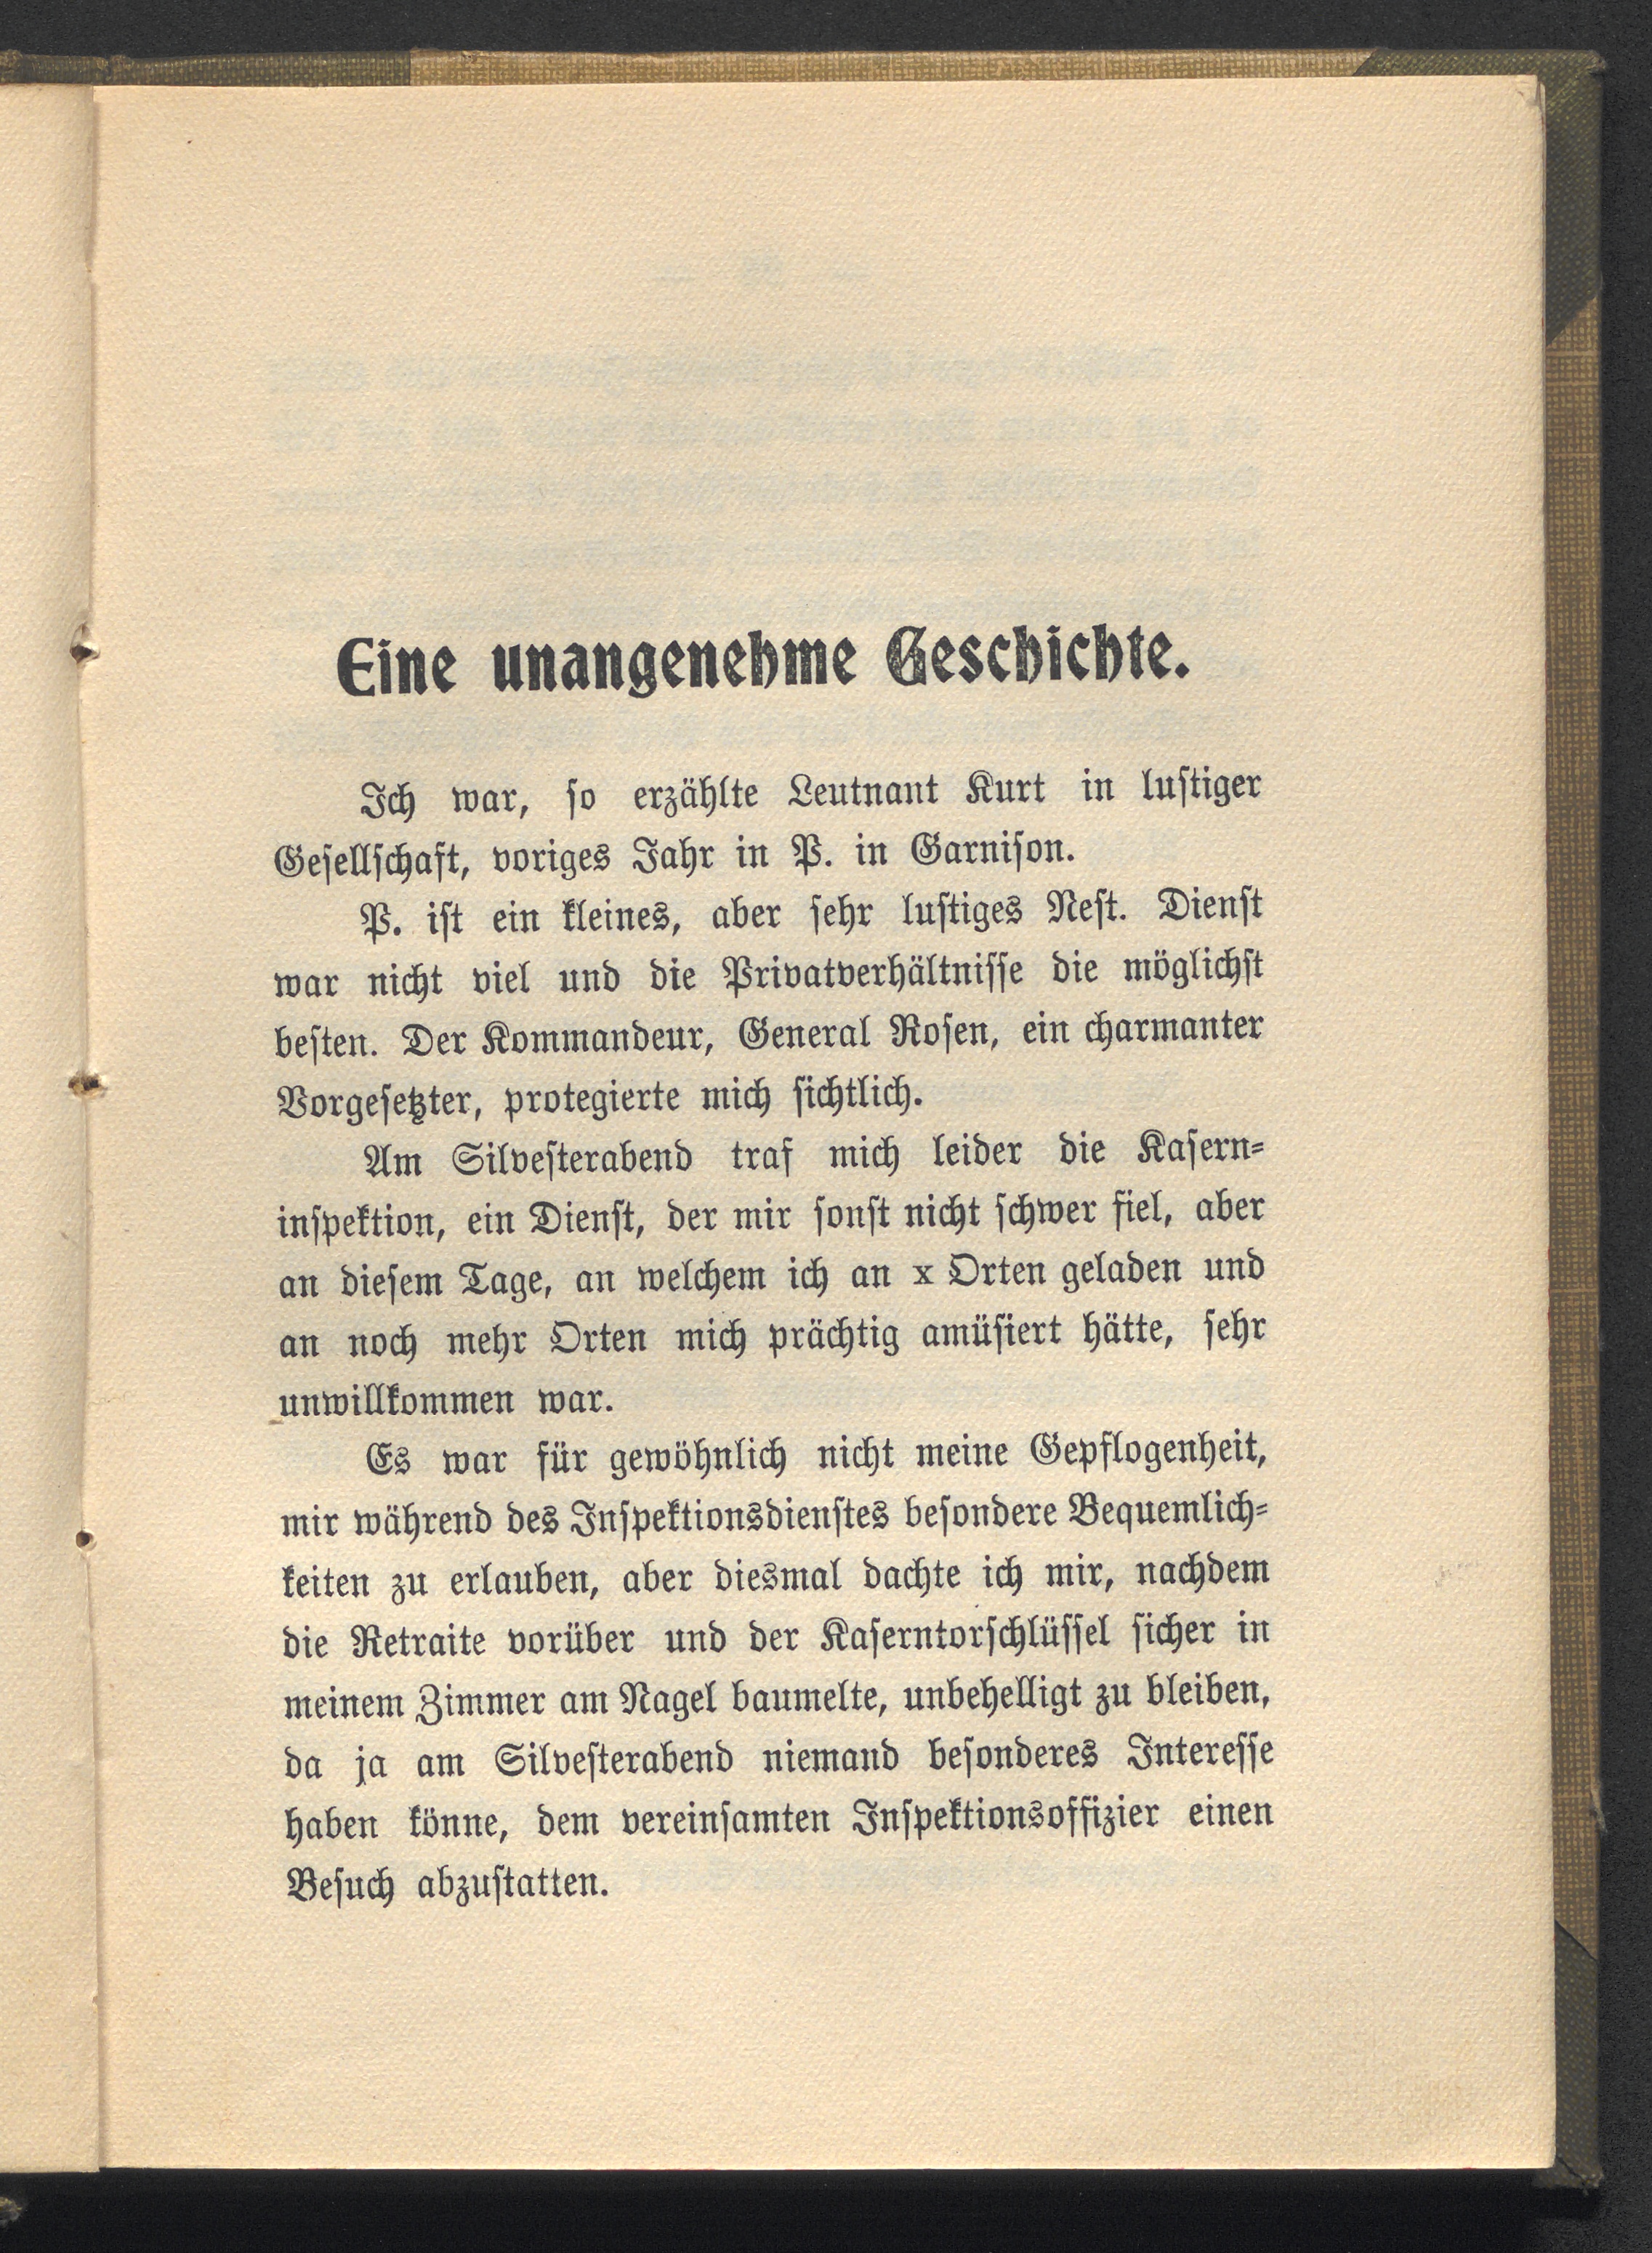 Eine unangenehme Geschichte.
Ich war, so erzählte Leutnant Kurt in lustiger
Gesellschaft, voriges Jahr in P. in Garnison.
P. ist ein kleines, aber sehr lustiges Nest. Dienst
war nicht viel und die Privatverhältnisse die möglichst
besten. Der Kommandeur, General Rosen, ein charmanter
Vorgesetzter, protegierte mich sichtlich.
Am Silvesterabend traf mich leider die Kasern-
inspektion, ein Dienst, der mir sonst nicht schwer fiel, aber
an diesem Tage, an welchem ich an x Orten geladen und
an noch mehr Orten mich prächtig amüsiert hätte, sehr
unwillkommen war.
Es war für gewöhnlich nicht meine Gepflogenheit,
mir während des Inspektionsdienstes besondere Bequemlich-
keiten zu erlauben, aber diesmal dachte ich mir, nachdem
die Retraite vorüber und der Kaserntorschlüssel sicher in
meinem Zimmer am Nagel baumelte, unbehelligt zu bleiben,
da ja am Silvesterabend niemand besonderes Interesse
haben könne, dem vereinsamten Inspektionsoffizier einen
Besuch abzustatten.